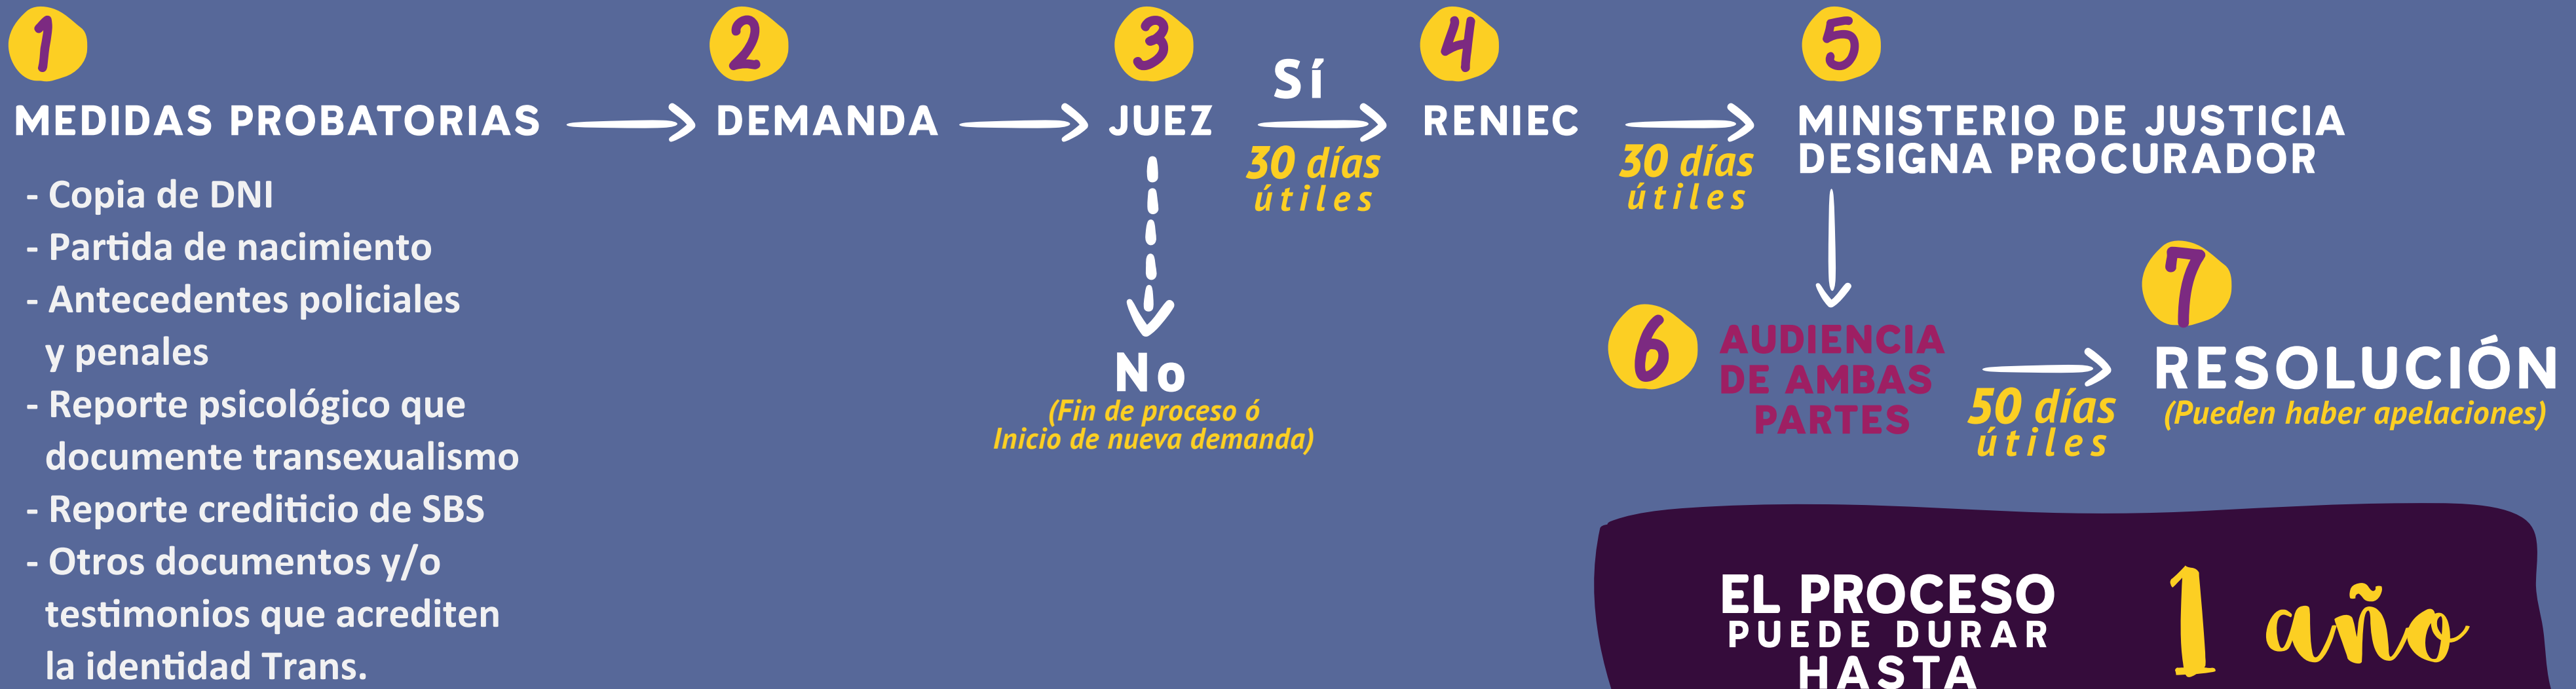 1
MEDIDAS PROBATORIAS
- Copia de DNI
- Partida de nacimiento
- Antecedentes policiales
y penales
- Reporte psicológico que
documente transexualismo
- Reporte crediticio de SBS
- Otros documentos y/o
testimonios que acrediten
la identidad Trans.
2
DEMANDA
3
JUEZ
Sí
30 días
útiles
No
(Fin de proceso ó
Inicio de nueva demanda)
4
RENIEC
30 días
útiles
5
MINISTERIO DE JUSTICIA
DESIGNA PROCURADOR
6
AUDIENCIA
DE AMBAS
PARTES
50 días
útiles
7
RESOLUCIÓN
(Pueden haber apelaciones)
EL PROCESO
PUEDE DURAR
HASTA
1 año